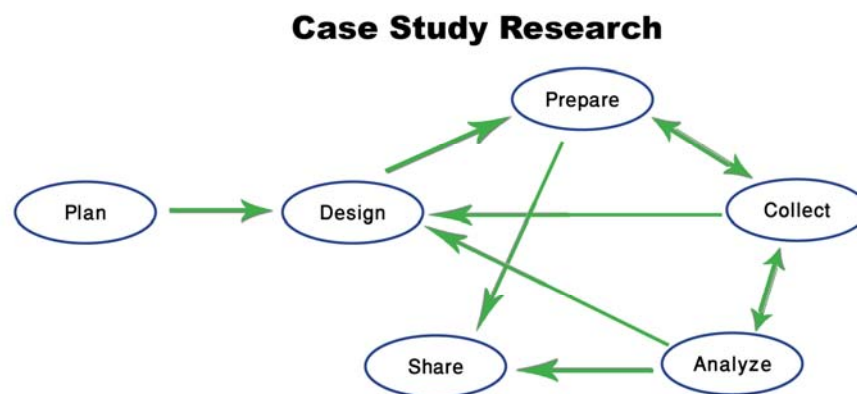 Case Study Research
Prepare
Plan
Design
Collect
Share
Analyze